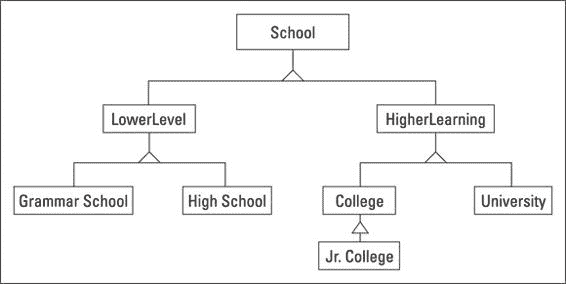 School
LowerLevel
HigherLearning
Grammar School
High School
College
University
Jr. College